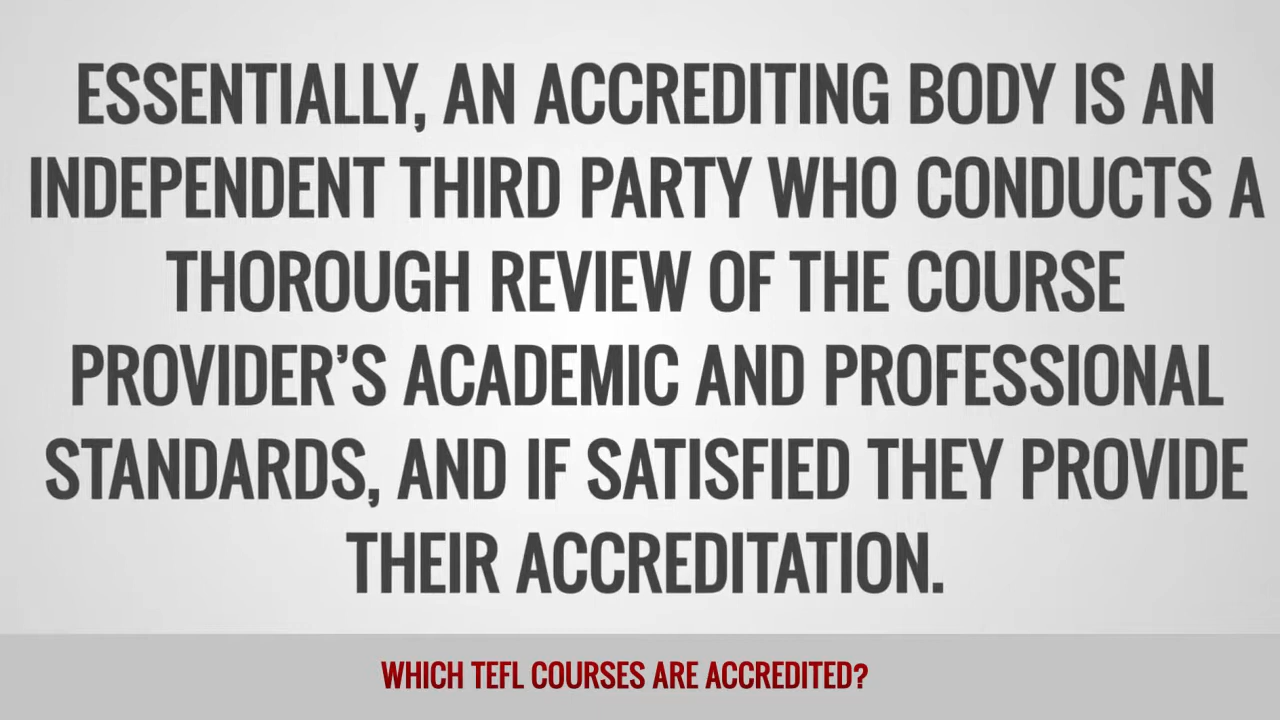 ESSENTIALLY, AN ACCREDITING BODY IS AN
INDEPENDENT THIRD PARTY WHO CONDUCTS A
THOROUGH REVIEW OF THE COURSE
PROVIDER’S ACADEMIC AND PROFESSIONAL
STANDARDS, AND IF SATISFIED THEY PROVIDE
THEIR ACCREDITATION.
WHICH TEFL COURSES ARE ACCREDITED?